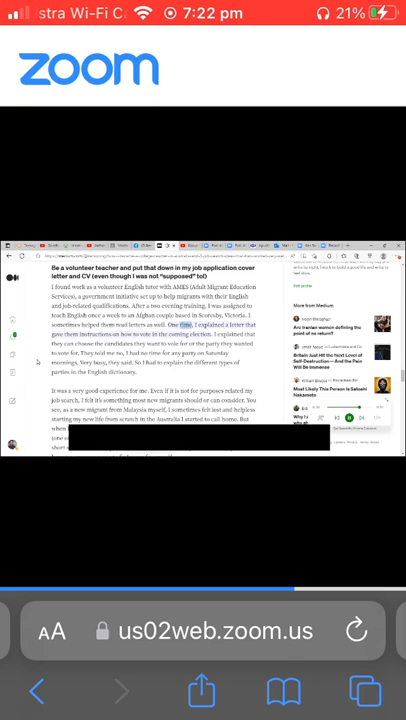 stra Wi-Fi C
7:22 pm
21%
zoom
Be a volunteer teacher and put that down in my job application cover
letter and CV (even though I was not “supposed” to!)
I found work as a volunteer English tutor with AMES (Adult Migrant Education
Services), a government initiative set up to help migrants with their English
and job-related qualifications. After a two evening training, I was assigned to
teach English once a week to an Afghan couple based in Scoresby, Victoria. I
sometimes helped them read letters as well. One time, I explained a letter that
gave them instructions on how to vote in the coming election. I explained that
they can choose the candidates they want to vote for or the party they wanted
to vote for. They told me no, I had no time for any party on Saturday
mornings. Very busy, they said. So I had to explain the different types of
parties in the English dictionary.
It was a very good experience for me. Even if it is not for purposes related my
job search, I felt it's something most new migrants should or can consider. You
see, as a new migrant from Malaysia myself, I sometimes felt lost and helpless
starting my new life from scratch in the Australia I started to call home. But
when
(one
short
Edit profile
More from Medium
Are Iranian women defining the
point of no return?
Britain Just Hit the Next Level of
Self-Destruction—And the Pain
Will Be Immense
Most Likely This Person Is Satoshi
Nakamoto
AA
us02web.zoom.us